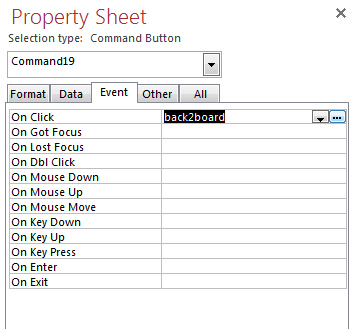 Property Sheet
Selection type: Command Button
Command19
Format Data Event Other All
On Click back2board
On Got Focus
On Lost Focus
On Dbl Click
On Mouse Down
On Mouse Up
On Mouse Move
On Key Down
On Key Up
On Key Press
On Enter
On Exit